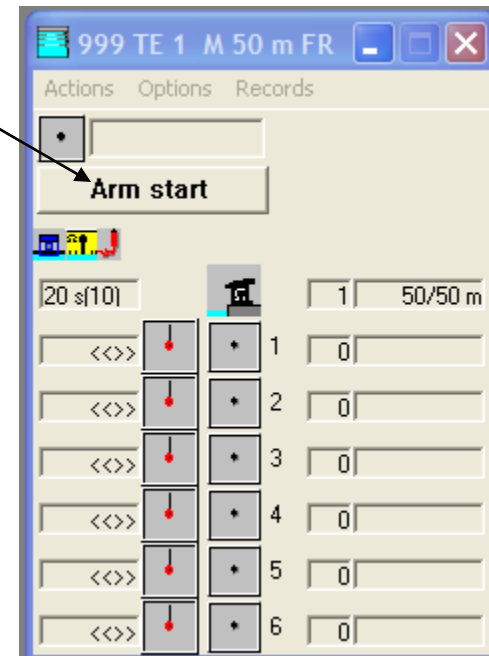 999 TE 1 M 50 m FR
Actions Options Records
Arm start
20 s(10) 1 50/50 m
<<>> 1 0
<<>> 2 0
<<>> 3 0
<<>> 4 0
<<>> 5 0
<<>> 6 0